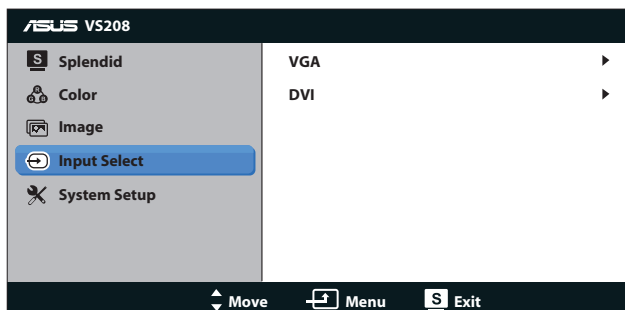 ASUS VS208
S Splendid
R G B Color
Image
Input Select
System Setup
VGA
DVI
Move Menu S Exit